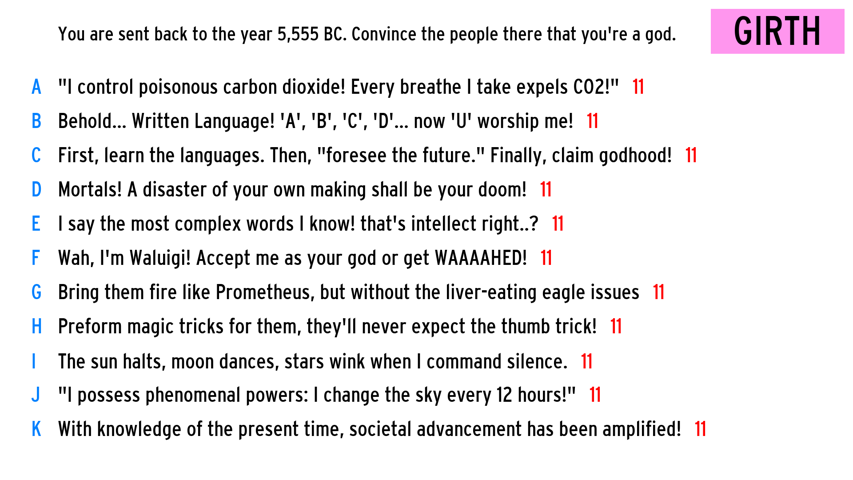 You are sent back to the year 5,555 BC. Convince the people there that you're a god.
GIRTH
A "I control poisonous carbon dioxide! Every breathe I take expels CO2!" 11
B Behold... Written Language! 'A', 'B', 'C', 'D'... now 'U' worship me! 11
C First, learn the languages. Then, "foresee the future." Finally, claim godhood! 11
D Mortals! A disaster of your own making shall be your doom! 11
E I say the most complex words I know! that's intellect right..? 11
F Wah, I'm Waluigi! Accept me as your god or get WAAAAHED! 11
G Bring them fire like Prometheus, but without the liver-eating eagle issues 11
H Preform magic tricks for them, they'll never expect the thumb trick! 11
I The sun halts, moon dances, stars wink when I command silence. 11
J "I possess phenomenal powers: I change the sky every 12 hours!" 11
K With knowledge of the present time, societal advancement has been amplified! 11